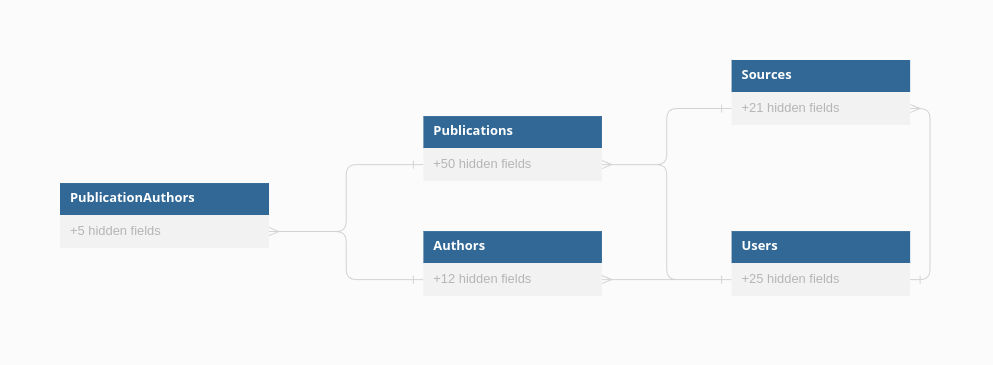 Sources
+21 hidden fields
Publications
+50 hidden fields
PublicationAuthors
+5 hidden fields
Authors
+12 hidden fields
Users
+25 hidden fields